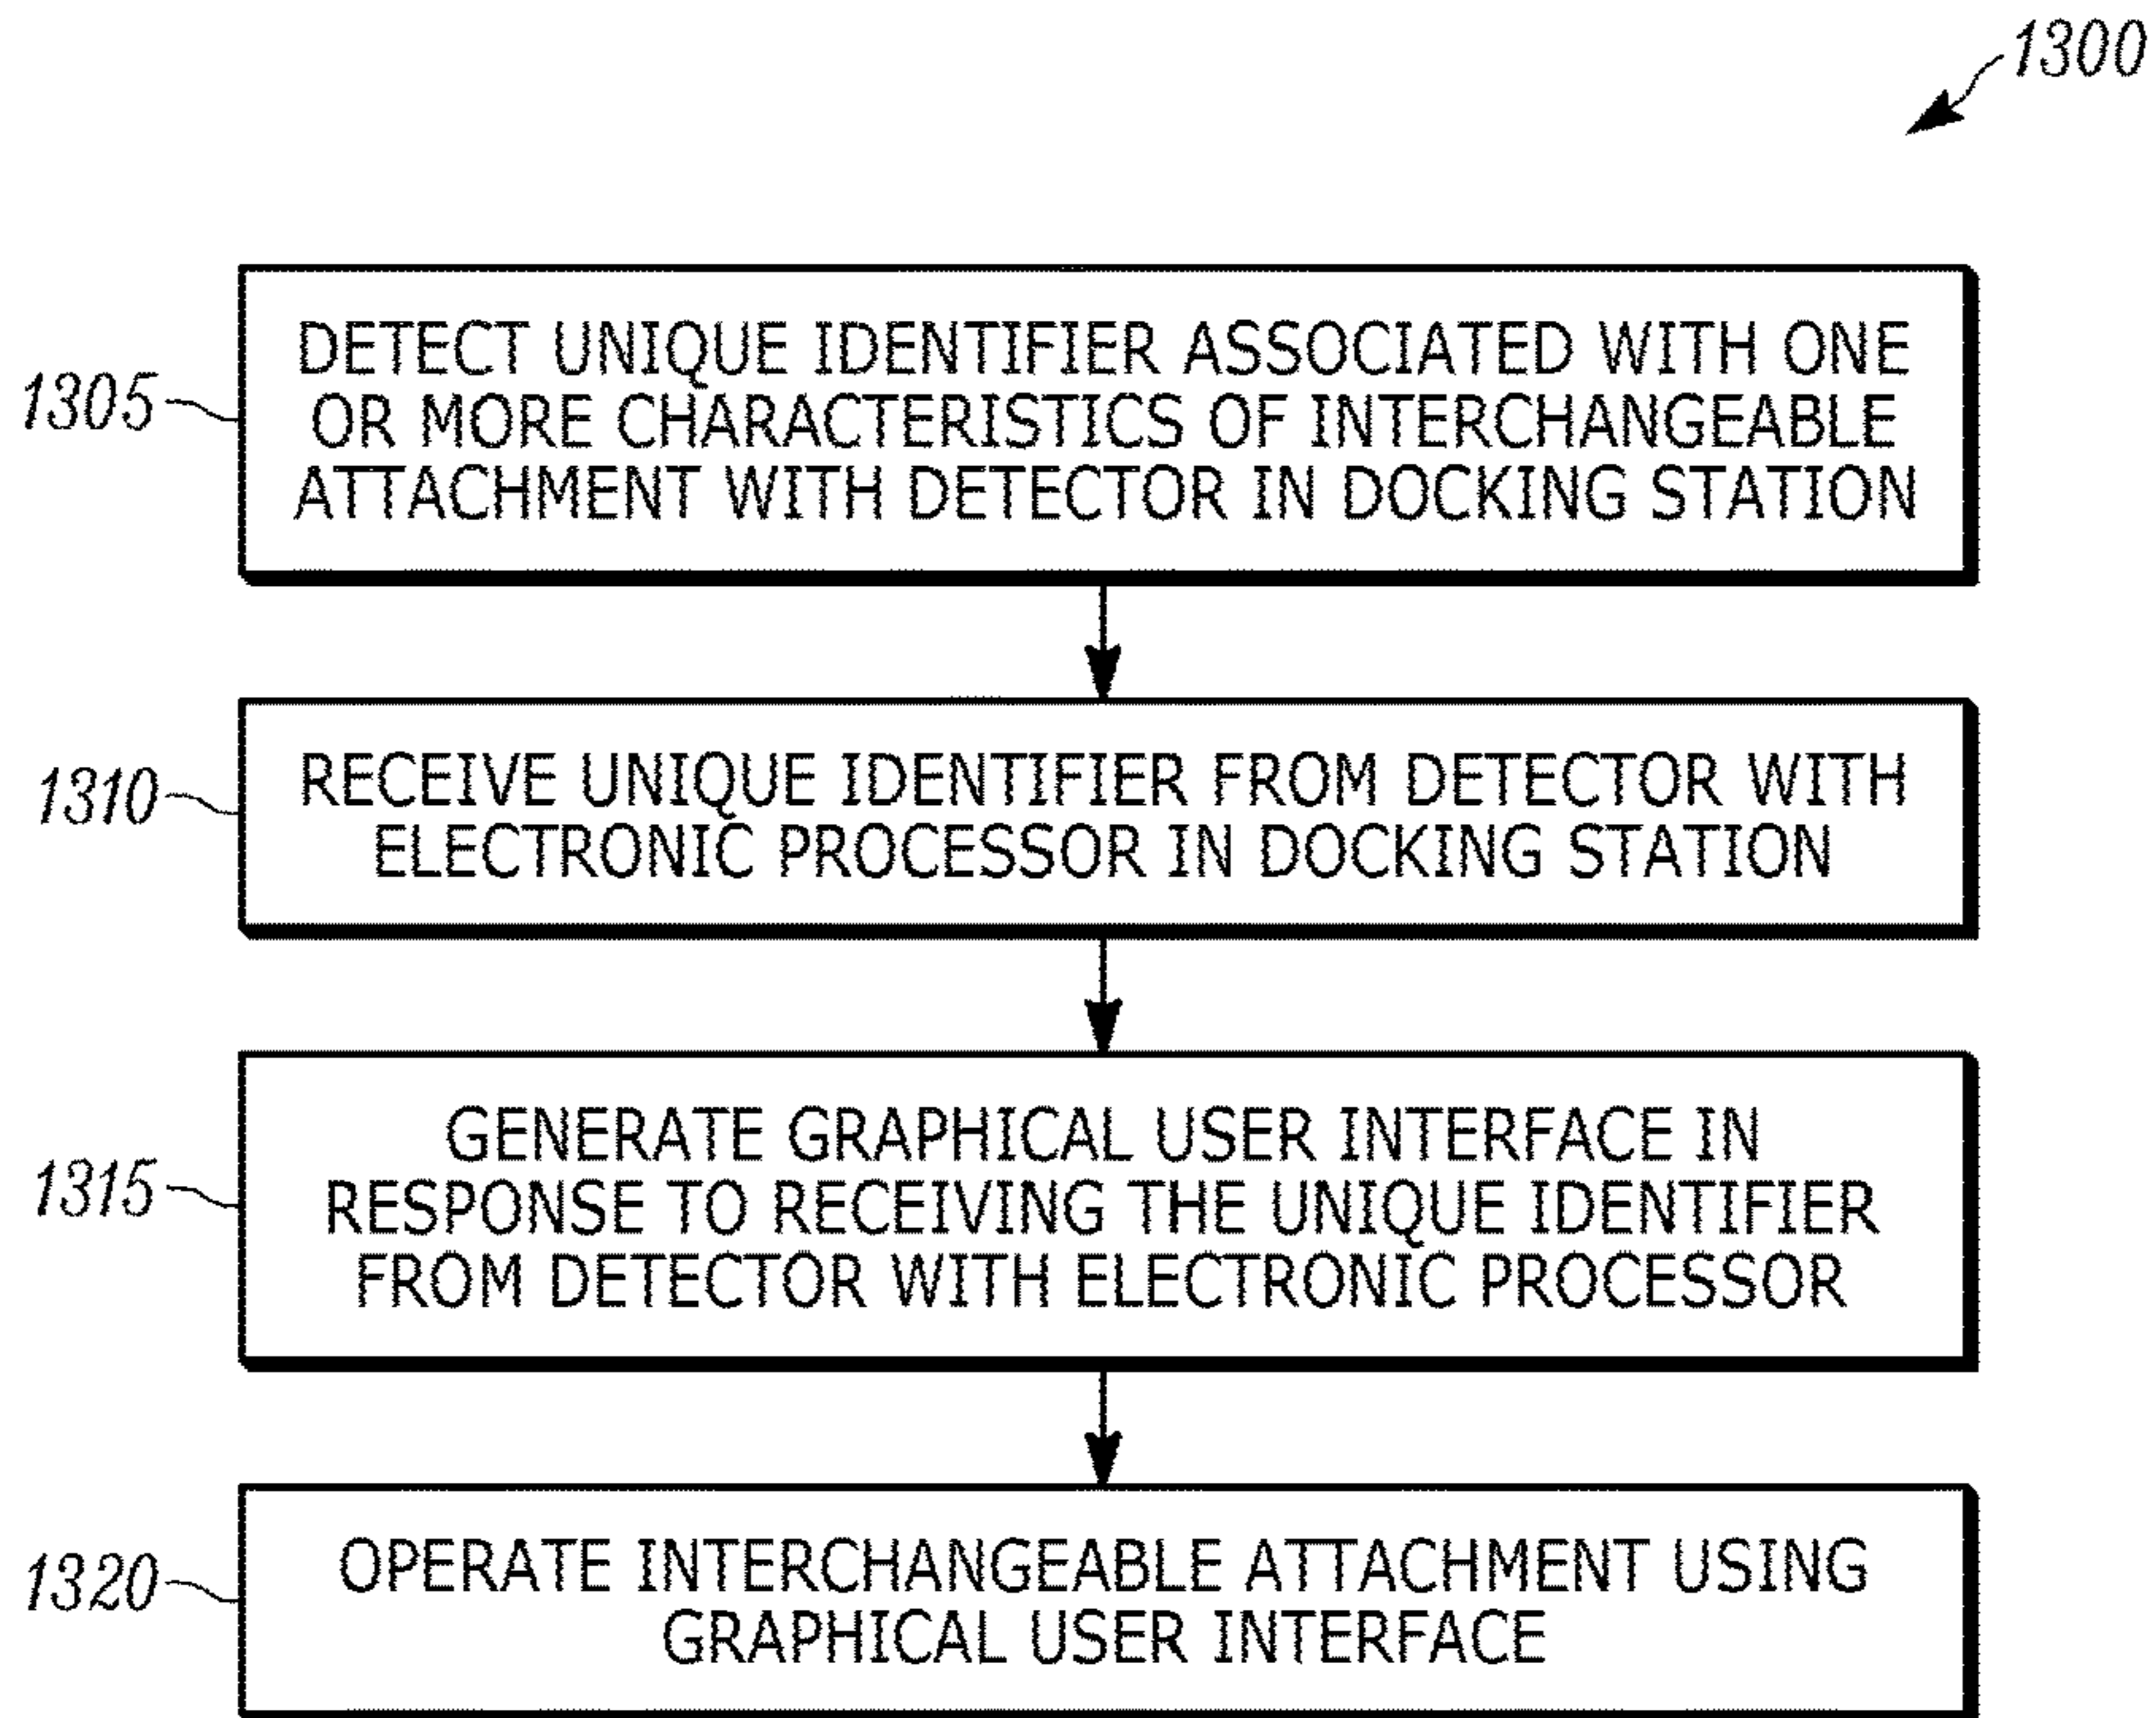 1300
1305
DETECT UNIQUE IDENTIFIER ASSOCIATED WITH ONE
OR MORE CHARACTERISTICS OF INTERCHANGEABLE
ATTACHMENT WITH DETECTOR IN DOCKING STATION
1310
RECEIVE UNIQUE IDENTIFIER FROM DETECTOR WITH
ELECTRONIC PROCESSOR IN DOCKING STATION
1315
GENERATE GRAPHICAL USER INTERFACE IN
RESPONSE TO RECEIVING THE UNIQUE IDENTIFIER
FROM DETECTOR WITH ELECTRONIC PROCESSOR
1320
OPERATE INTERCHANGEABLE ATTACHMENT USING
GRAPHICAL USER INTERFACE